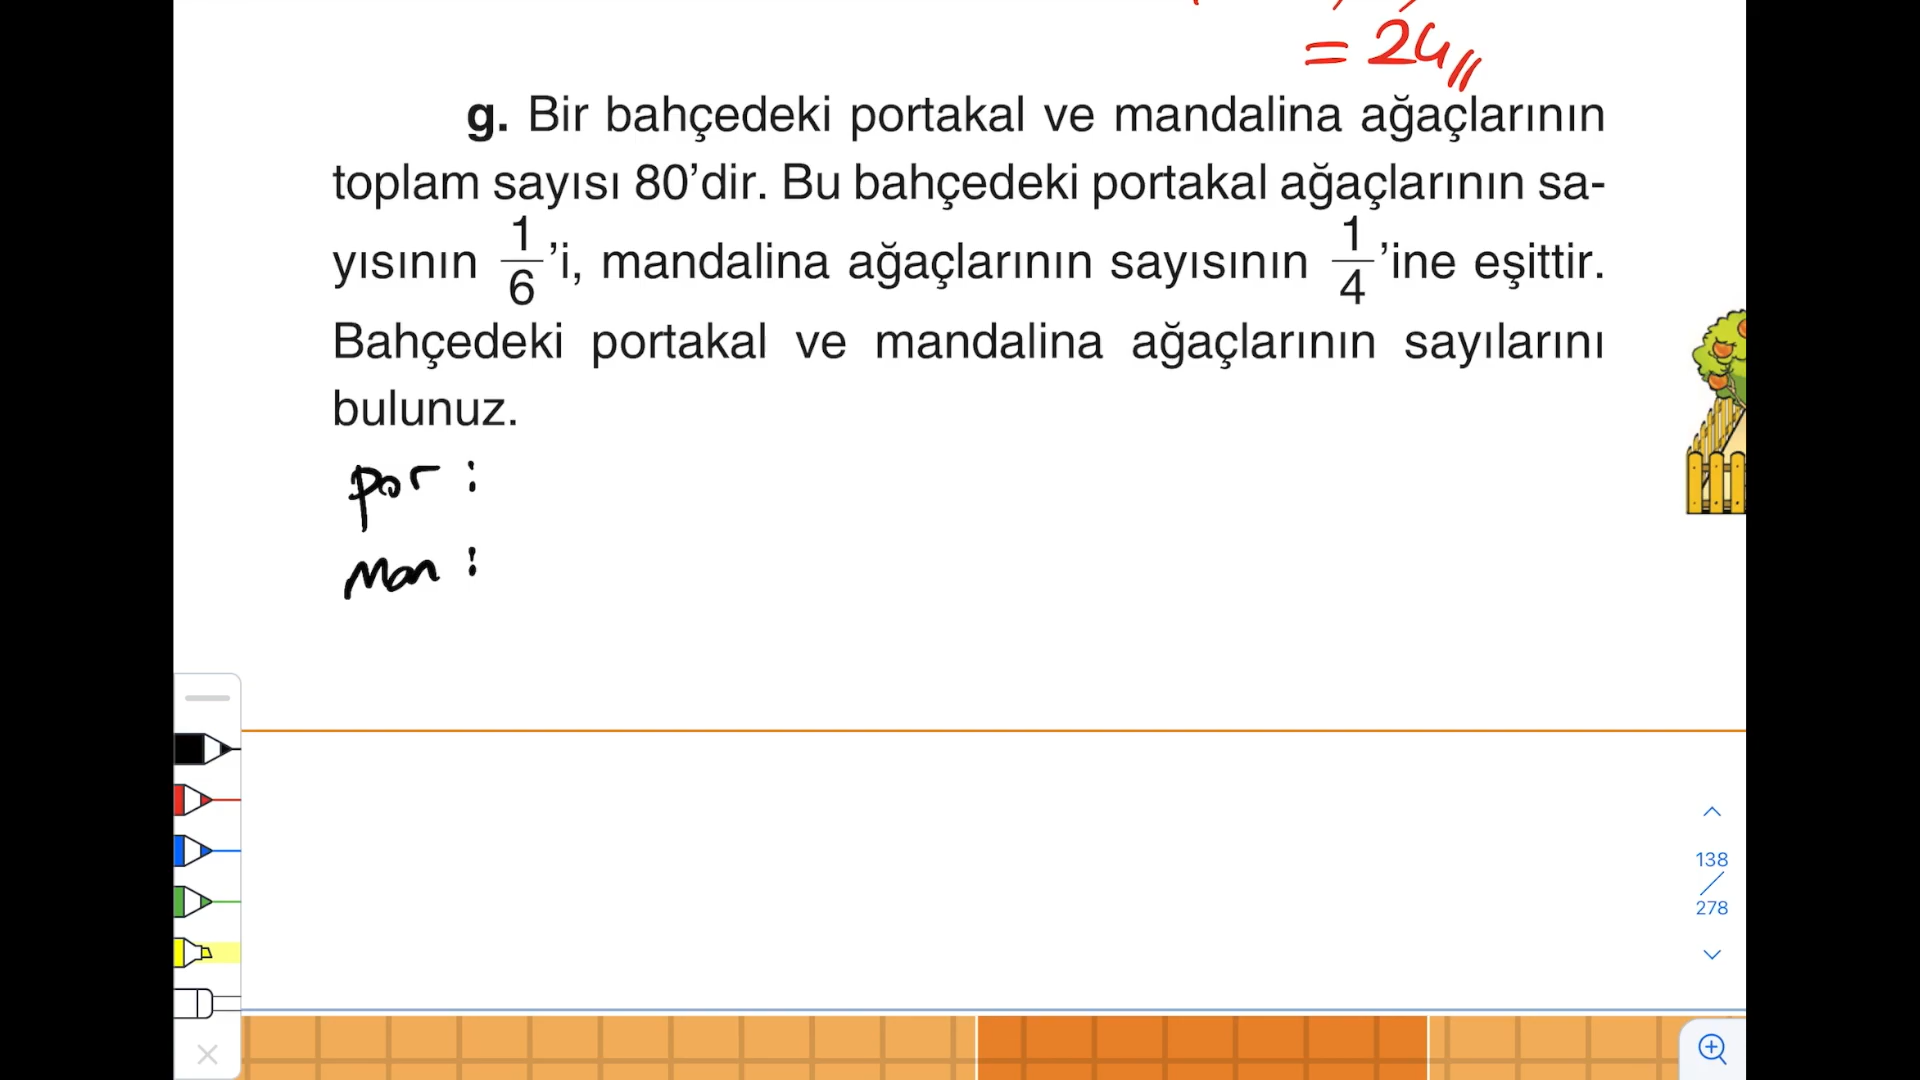 = 24
g. Bir bahçedeki portakal ve mandalina ağaçlarının
toplam sayısı 80’dir. Bu bahçedeki portakal ağaçlarının sa-
yısının 1/6’i, mandalina ağaçlarının sayısının 1/4’ine eşittir.
Bahçedeki portakal ve mandalina ağaçlarının sayılarını
bulunuz.
por :
man :
138
278